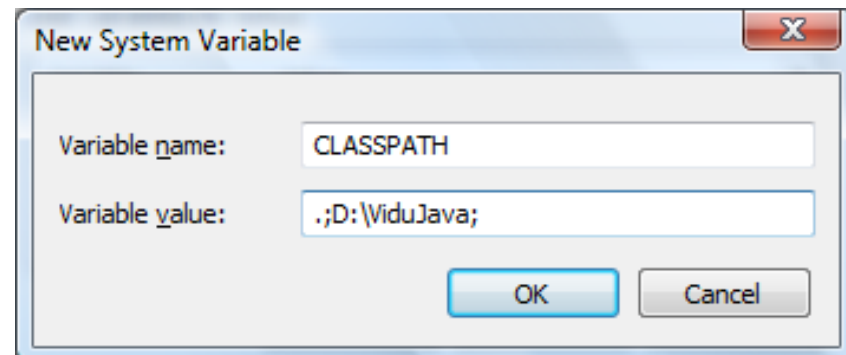 New System Variable
Variable name: CLASSPATH
Variable value: .;D:\ViduJava;
OK Cancel